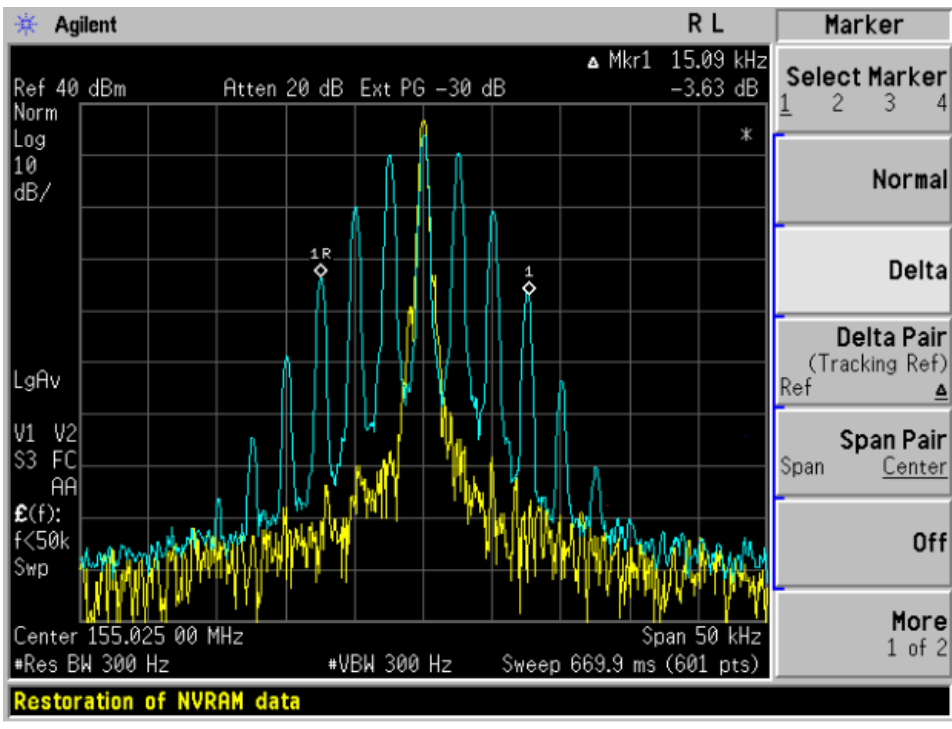 Agilent
R L
Marker
Δ Mkr1 15.09 kHz
Ref 40 dBm Atten 20 dB Ext PG -30 dB -3.63 dB
Norm
Log
10
dB/
*
1R
1
LgAv
V1 V2
S3 FC
AA
£(f):
f<50k
Swp
Center 155.025 00 MHz Span 50 kHz
#Res BW 300 Hz #VBW 300 Hz Sweep 669.9 ms (601 pts)
Restoration of NVRAM data
Select Marker
1 2 3 4
Normal
Delta
Delta Pair
(Tracking Ref)
Ref Δ
Span Pair
Span Center
Off
More
1 of 2